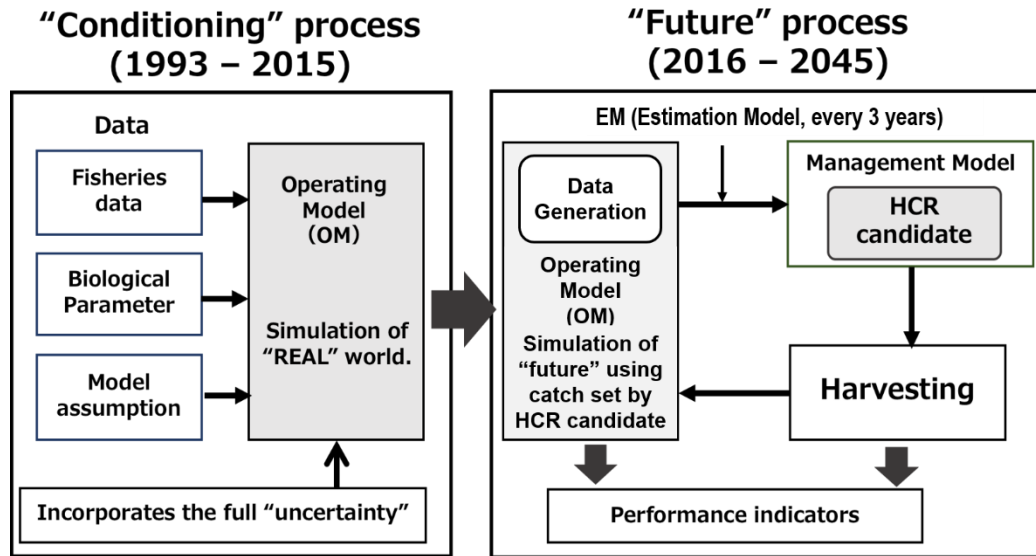 “Conditioning” process
(1993 – 2015)
Data
Fisheries
data
Biological
Parameter
Model
assumption
Operating
Model
(OM)
Simulation of
“REAL” world.
Incorporates the full “uncertainty”
“Future” process
(2016 – 2045)
EM (Estimation Model, every 3 years)
Data
Generation
Operating
Model
(OM)
Simulation of
“future” using
catch set by
HCR candidate
Management Model
HCR
candidate
Harvesting
Performance indicators